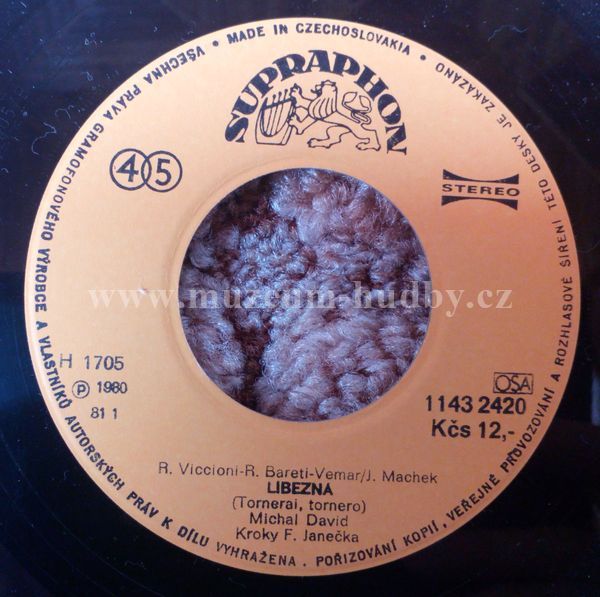 VŠECHNA PRÁVA GRAMOFONOVÉHO VÝROBCE A VLASTNÍKŮ AUTORSKÝCH PRÁV K DÍLU VYHRAŽENA . POŘIZOVÁNÍ KOPIÍ, VEŘEJNÉ PROVOZOVÁNÍ A ROZHLASOVÉ ŠÍŘENÍ TÉTO DESKY JE ZAKÁZÁNO • MADE IN CZECHOSLOVAKIA •
SUPRAPHON
45
STEREO
www.muzeum-hudby.cz
H 1705
Ⓟ 1980
81 1
OSA
1143 2420
Kčs 12,-
R. Viccioni-R. Bareti-Vemar/J. Machek
LÍBEZNÁ
(Tornerai, tornero)
Michal David
Kroky F. Janečka